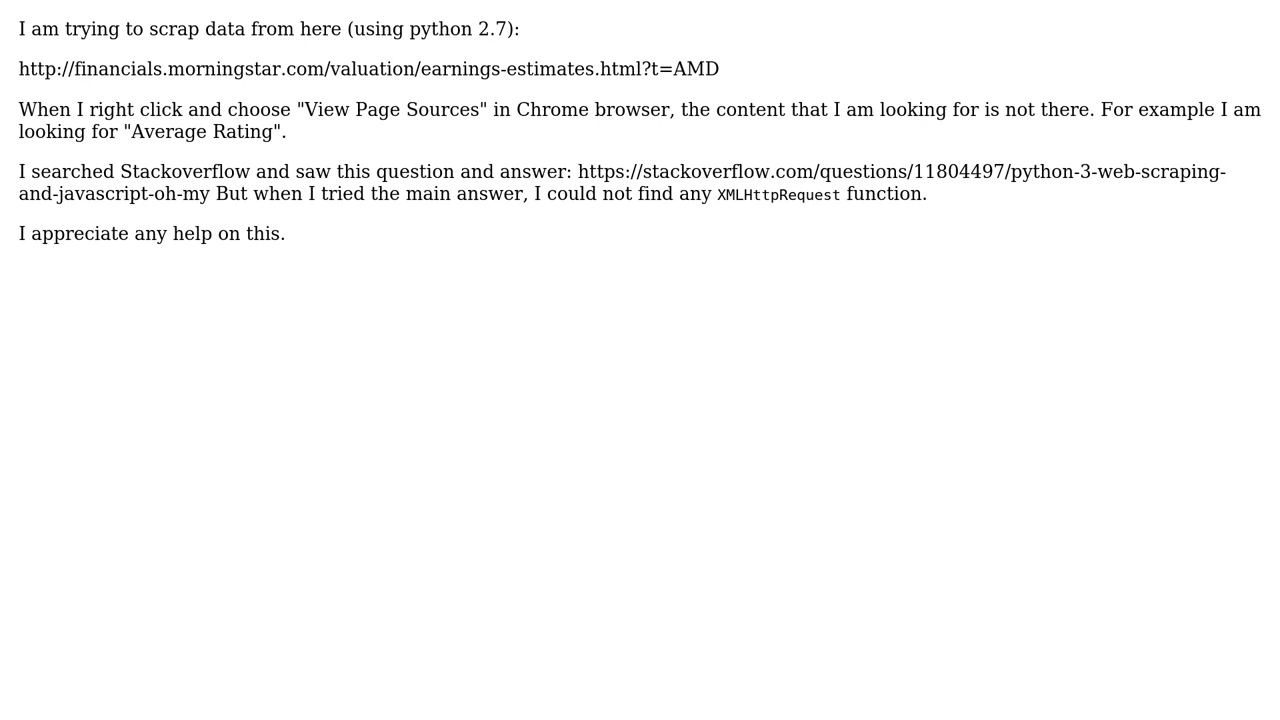 I am trying to scrap data from here (using python 2.7):
http://financials.morningstar.com/valuation/earnings-estimates.html?t=AMD
When I right click and choose "View Page Sources" in Chrome browser, the content that I am looking for is not there. For example I am
looking for "Average Rating".
I searched Stackoverflow and saw this question and answer: https://stackoverflow.com/questions/11804497/python-3-web-scraping-
and-javascript-oh-my But when I tried the main answer, I could not find any XMLHttpRequest function.
I appreciate any help on this.